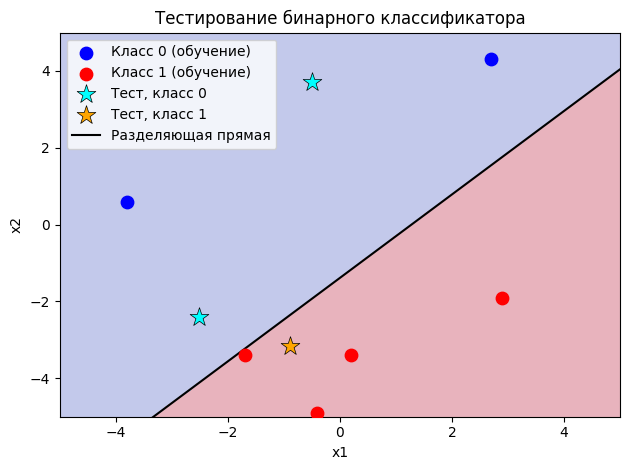 Тестирование бинарного классификатора
Класс 0 (обучение)
Класс 1 (обучение)
Тест, класс 0
Тест, класс 1
Разделяющая прямая
4
2
0
−2
−4
x2
−4
−2
0
2
4
x1